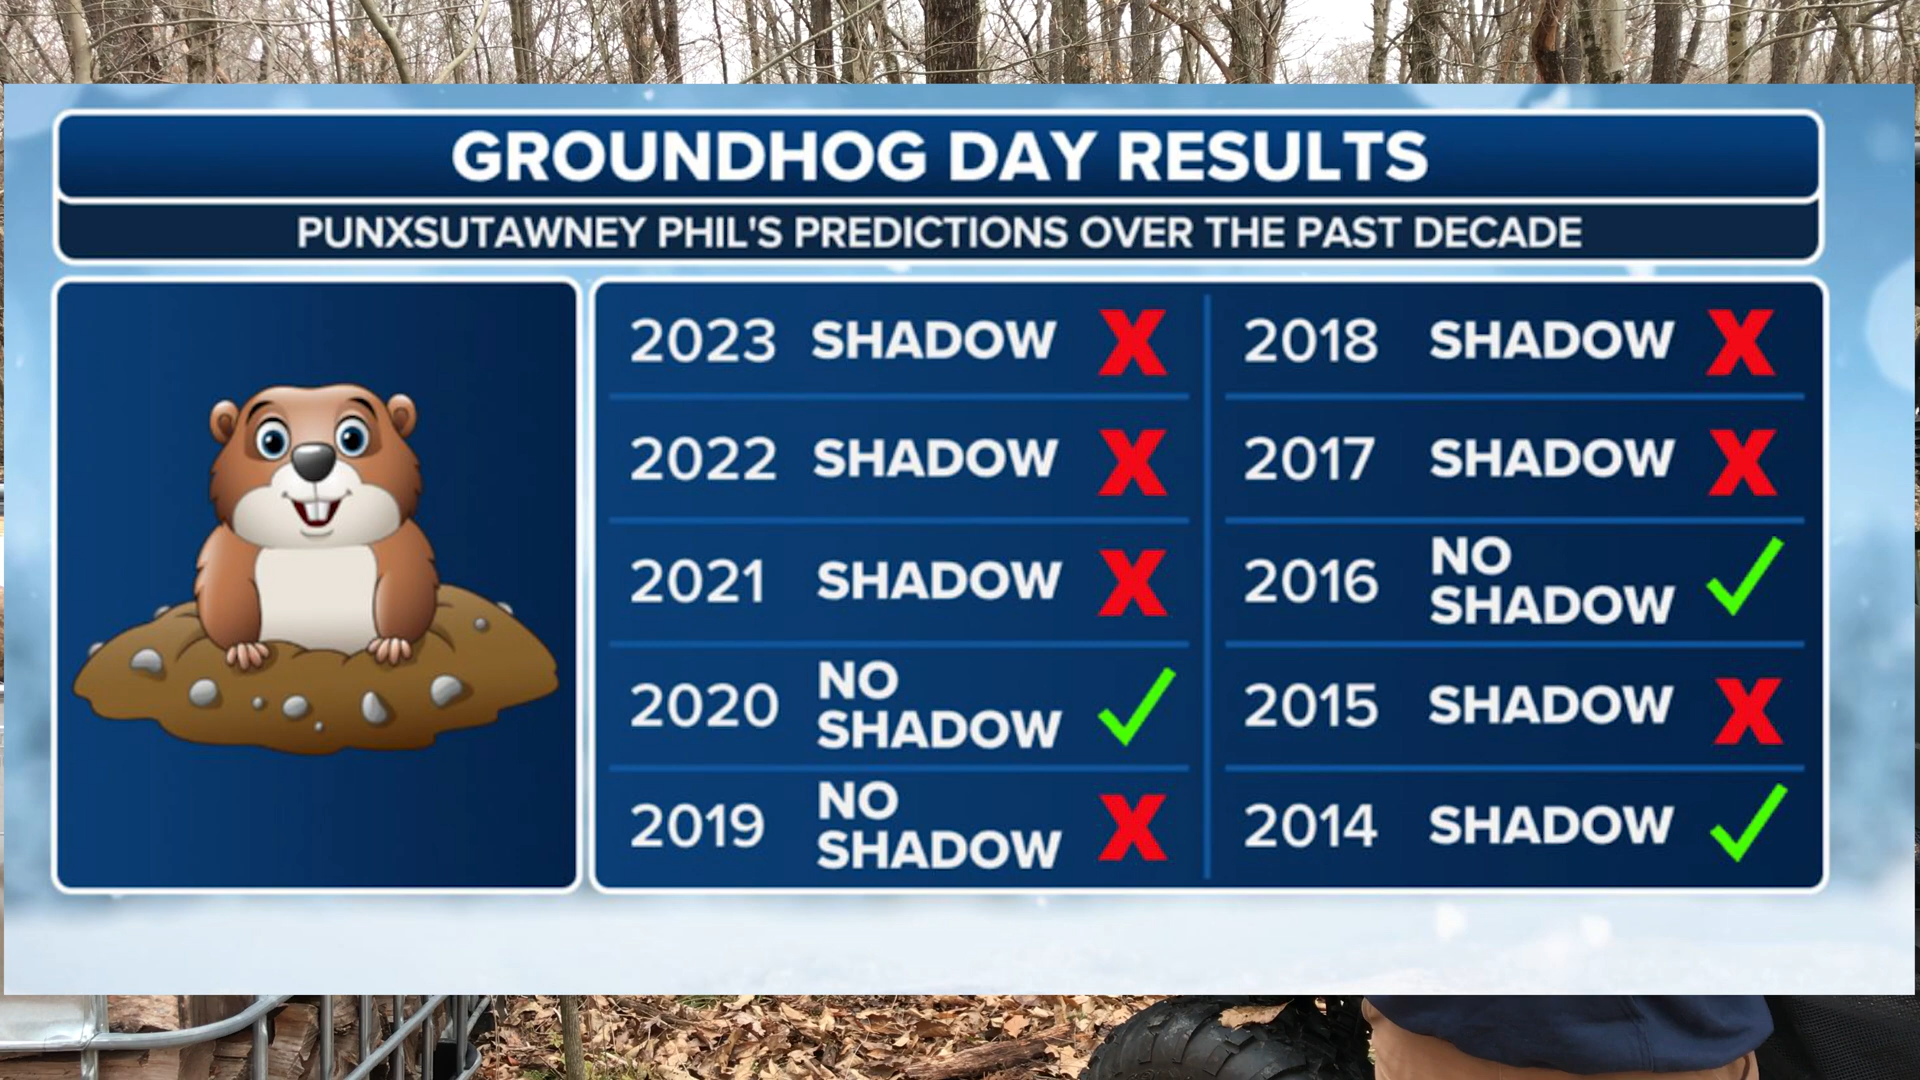 GROUNDHOG DAY RESULTS
PUNXSUTAWNEY PHIL'S PREDICTIONS OVER THE PAST DECADE
2023 SHADOW X
2022 SHADOW X
2021 SHADOW X
2020 NO
SHADOW ✓
2019 NO
SHADOW X
2018 SHADOW X
2017 SHADOW X
2016 NO
SHADOW ✓
2015 SHADOW X
2014 SHADOW ✓